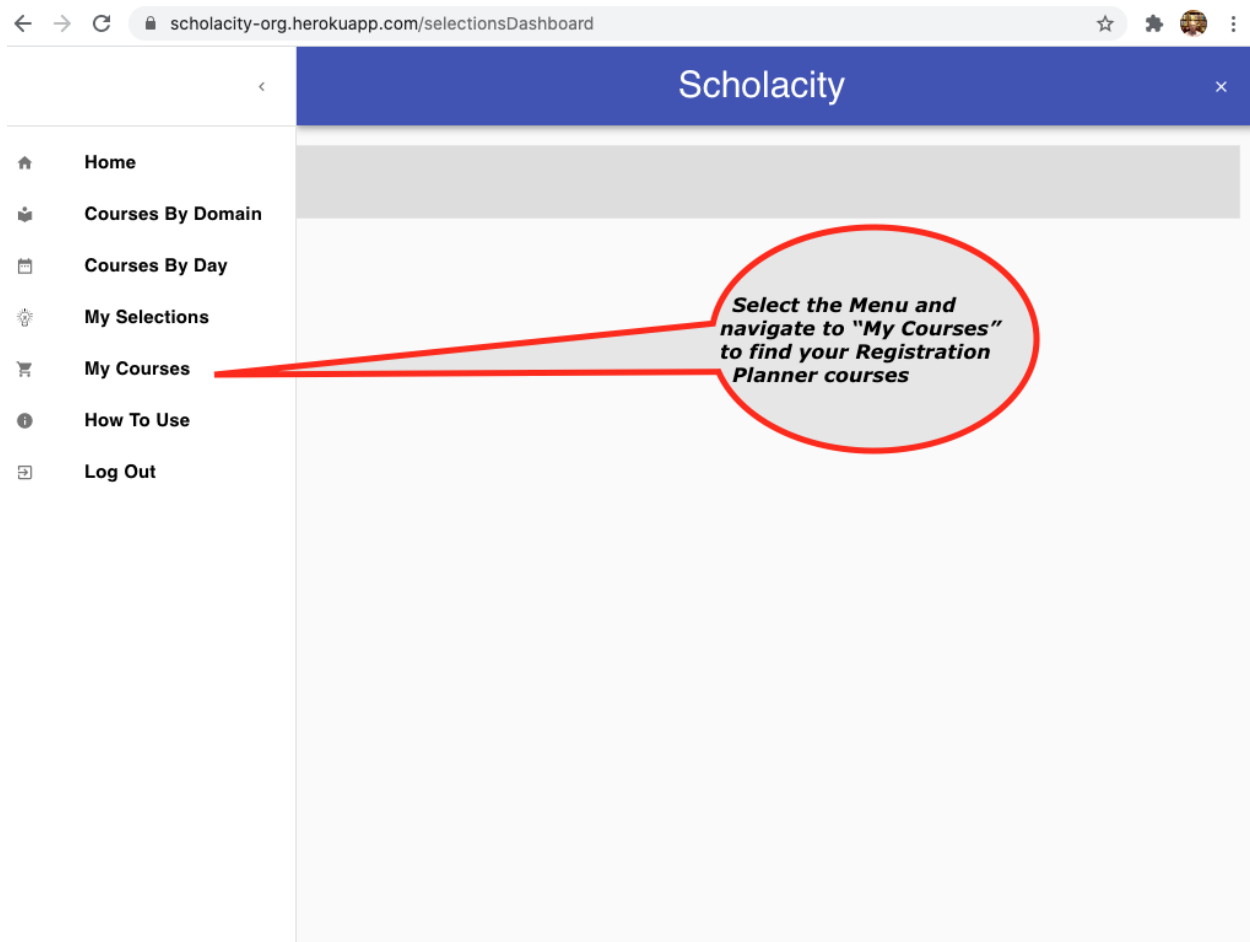 scholacity-org.herokuapp.com/selectionsDashboard
Scholacity
Home
Courses By Domain
Courses By Day
My Selections
My Courses
How To Use
Log Out
Select the Menu and
navigate to “My Courses”
to find your Registration
Planner courses